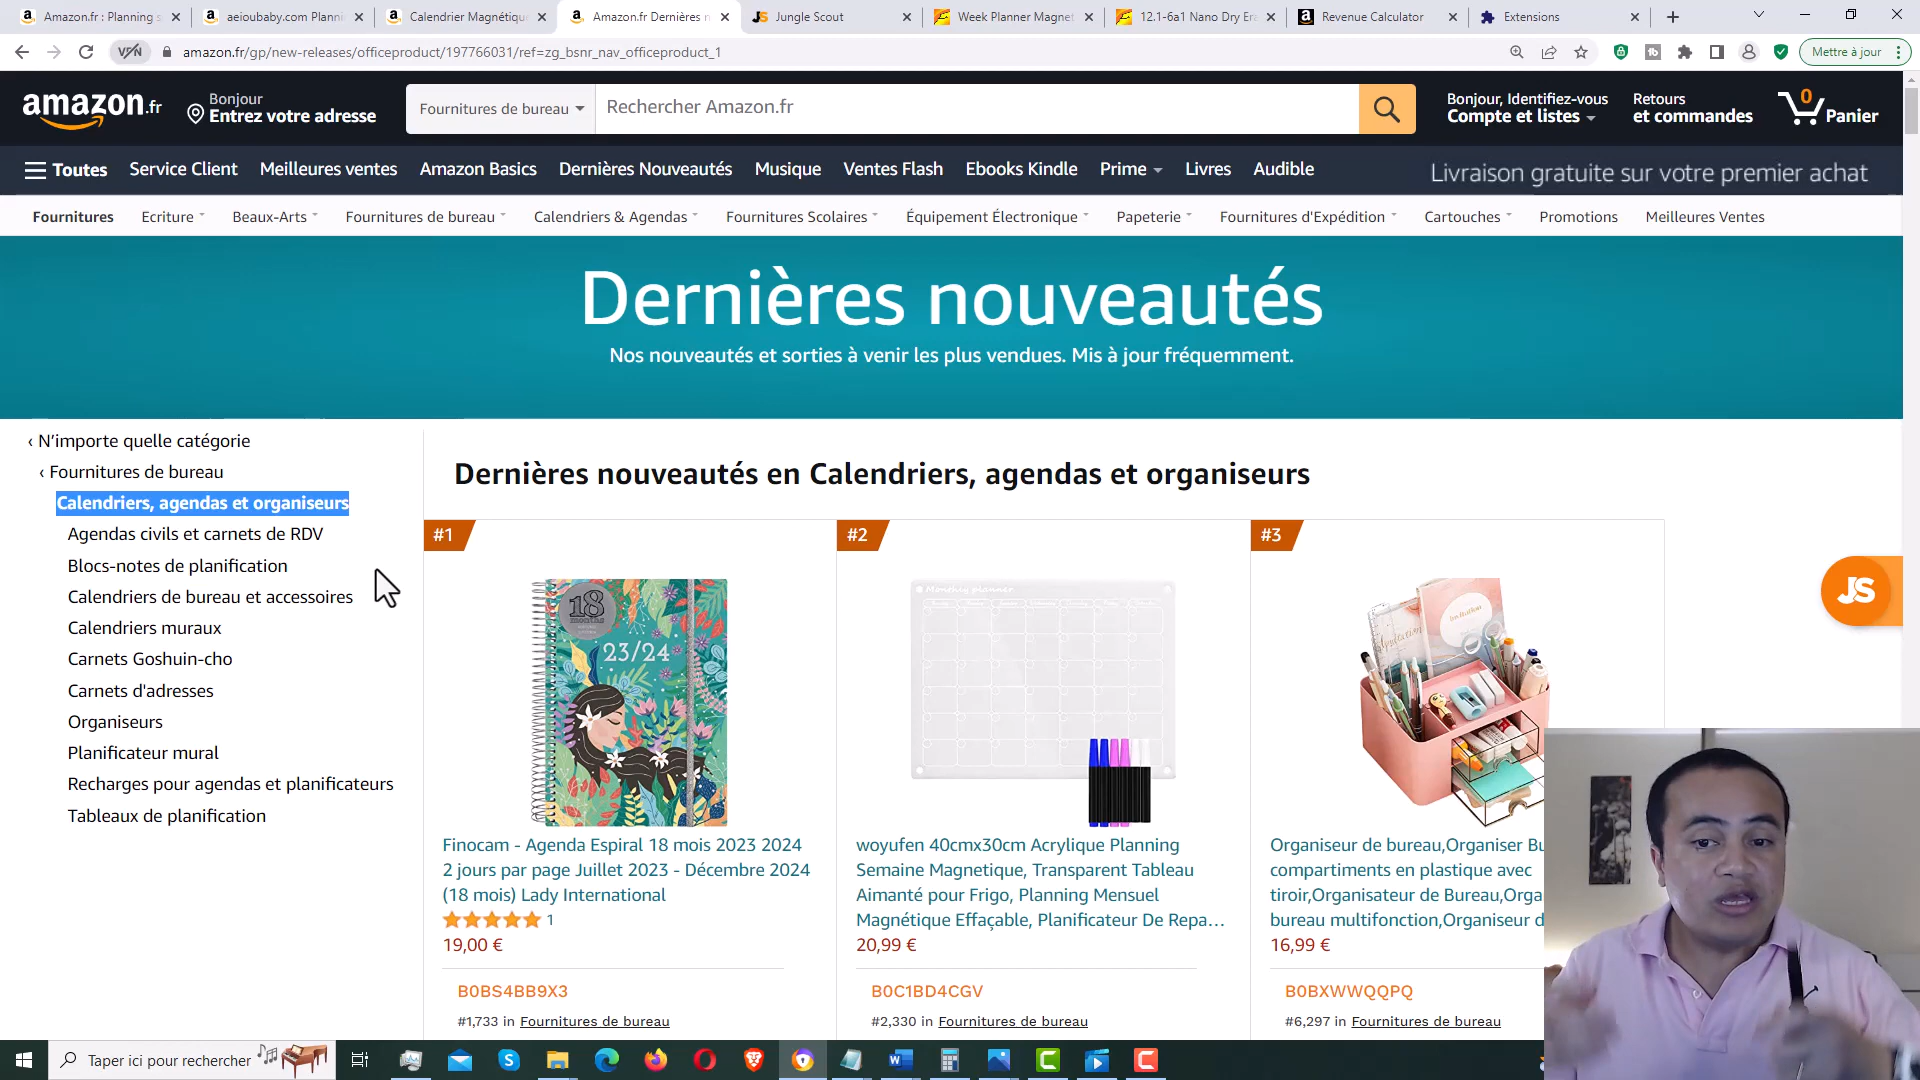 Amazon.fr : Planning s
aeioubaby.com Planni
Calendrier Magnétiqu
Amazon.fr Dernières n
Jungle Scout
Week Planner Magnet
12.1-6a1 Nano Dry Er
Revenue Calculator
Extensions
VPN
amazon.fr/gp/new-releases/officeproduct/197766031/ref=zg_bsnr_nav_officeproduct_1
Mettre à jour
amazon.fr
Bonjour
Entrez votre adresse
Fournitures de bureau
Rechercher Amazon.fr
Bonjour, Identifiez-vous
Compte et listes
Retours
et commandes
0
Panier
Toutes
Service Client
Meilleures ventes
Amazon Basics
Dernières Nouveautés
Musique
Ventes Flash
Ebooks Kindle
Prime
Livres
Audible
Livraison gratuite sur votre premier achat
Fournitures
Ecriture
Beaux-Arts
Fournitures de bureau
Calendriers & Agendas
Fournitures Scolaires
Équipement Électronique
Papeterie
Fournitures d'Expédition
Cartouches
Promotions
Meilleures Ventes
Dernières nouveautés
Nos nouveautés et sorties à venir les plus vendues. Mis à jour fréquemment.
‹ N'importe quelle catégorie
‹ Fournitures de bureau
Calendriers, agendas et organiseurs
Agendas civils et carnets de RDV
Blocs-notes de planification
Calendriers de bureau et accessoires
Calendriers muraux
Carnets Goshuin-cho
Carnets d'adresses
Organiseurs
Planificateur mural
Recharges pour agendas et planificateurs
Tableaux de planification
Dernières nouveautés en Calendriers, agendas et organiseurs
#1
18
months
23/24
Finocam - Agenda Espiral 18 mois 2023 2024
2 jours par page Juillet 2023 - Décembre 2024
(18 mois) Lady International
1
19,00 €
B0BS4BB9X3
#1,733 in Fournitures de bureau
#2
Monthly planner
woyufen 40cmx30cm Acrylique Planning
Semaine Magnetique, Transparent Tableau
Aimanté pour Frigo, Planning Mensuel
Magnétique Effaçable, Planificateur De Repa…
20,99 €
B0C1BD4CGV
#2,330 in Fournitures de bureau
#3
Organiseur de bureau,Organiser Bu
compartiments en plastique avec
tiroir,Organisateur de Bureau,Orga
bureau multifonction,Organiseur d
16,99 €
B0BXWWQQPQ
#6,297 in Fournitures de bureau
JS
Taper ici pour rechercher